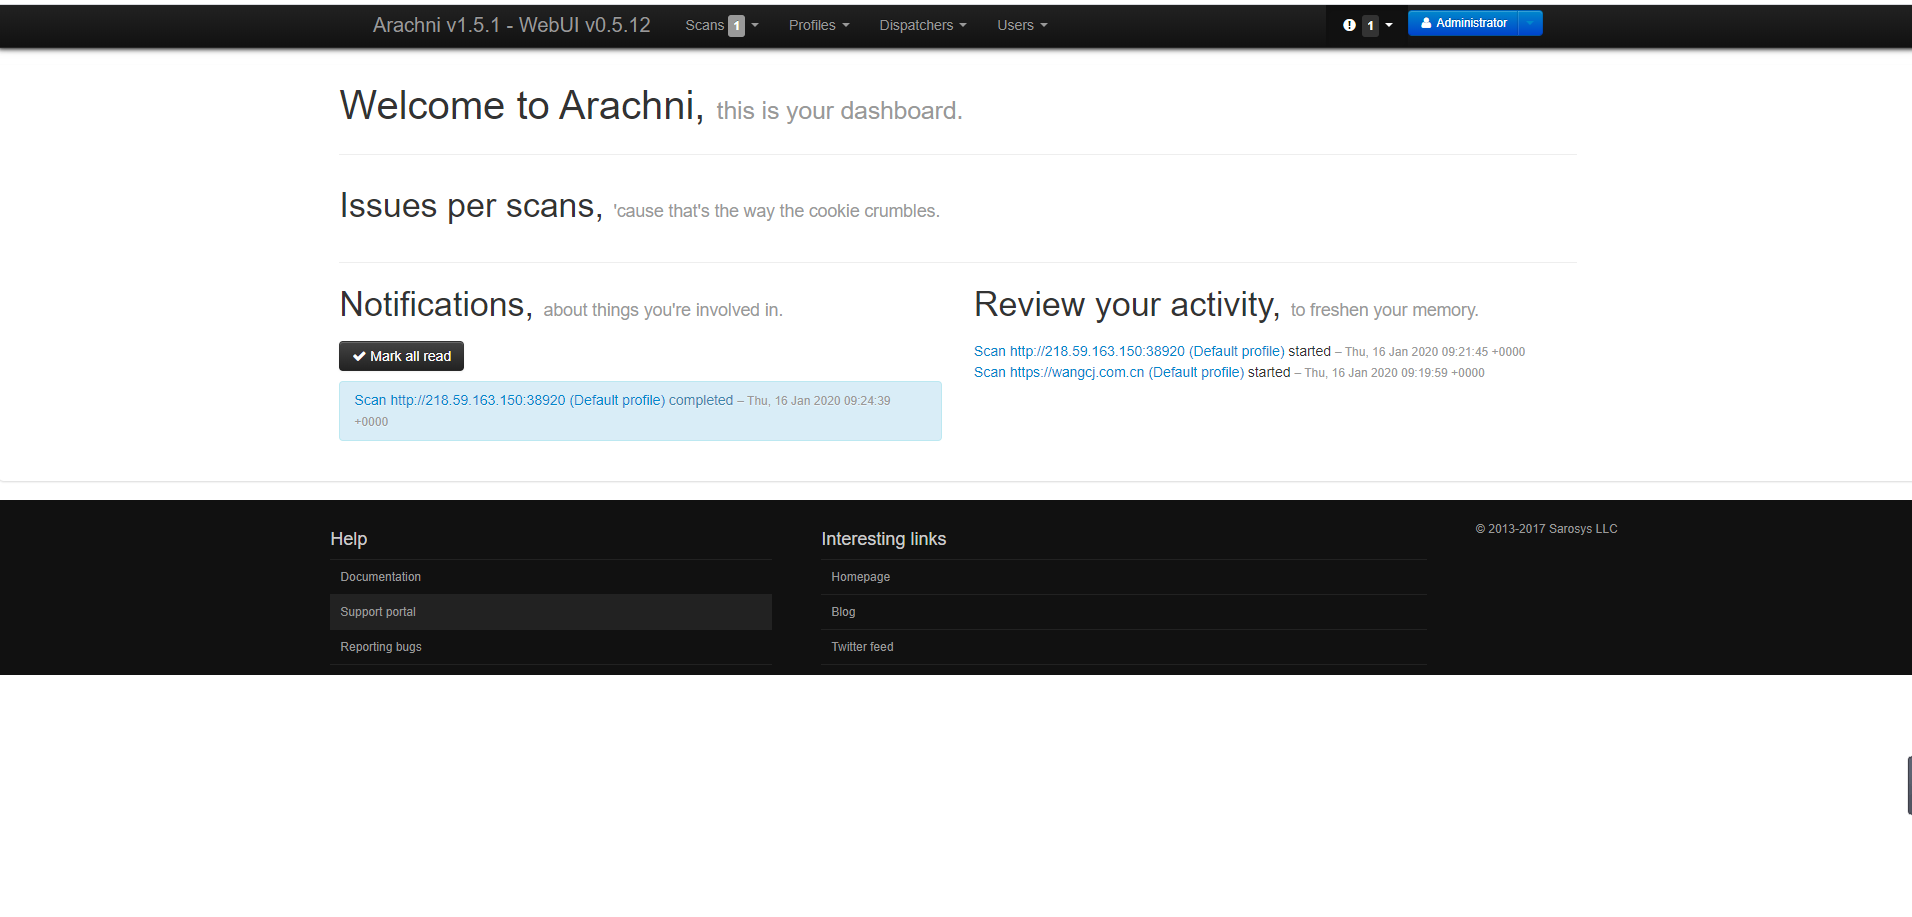 Arachni v1.5.1 - WebUI v0.5.12 Scans 1 Profiles Dispatchers Users 1 Administrator
Welcome to Arachni, this is your dashboard.
Issues per scans, 'cause that's the way the cookie crumbles.
Notifications, about things you're involved in.
Mark all read
Scan http://218.59.163.150:38920 (Default profile) completed – Thu, 16 Jan 2020 09:24:39
+0000
Review your activity, to freshen your memory.
Scan http://218.59.163.150:38920 (Default profile) started – Thu, 16 Jan 2020 09:21:45 +0000
Scan https://wangcj.com.cn (Default profile) started – Thu, 16 Jan 2020 09:19:59 +0000
Help
Documentation
Support portal
Reporting bugs
Interesting links
Homepage
Blog
Twitter feed
© 2013-2017 Sarosys LLC